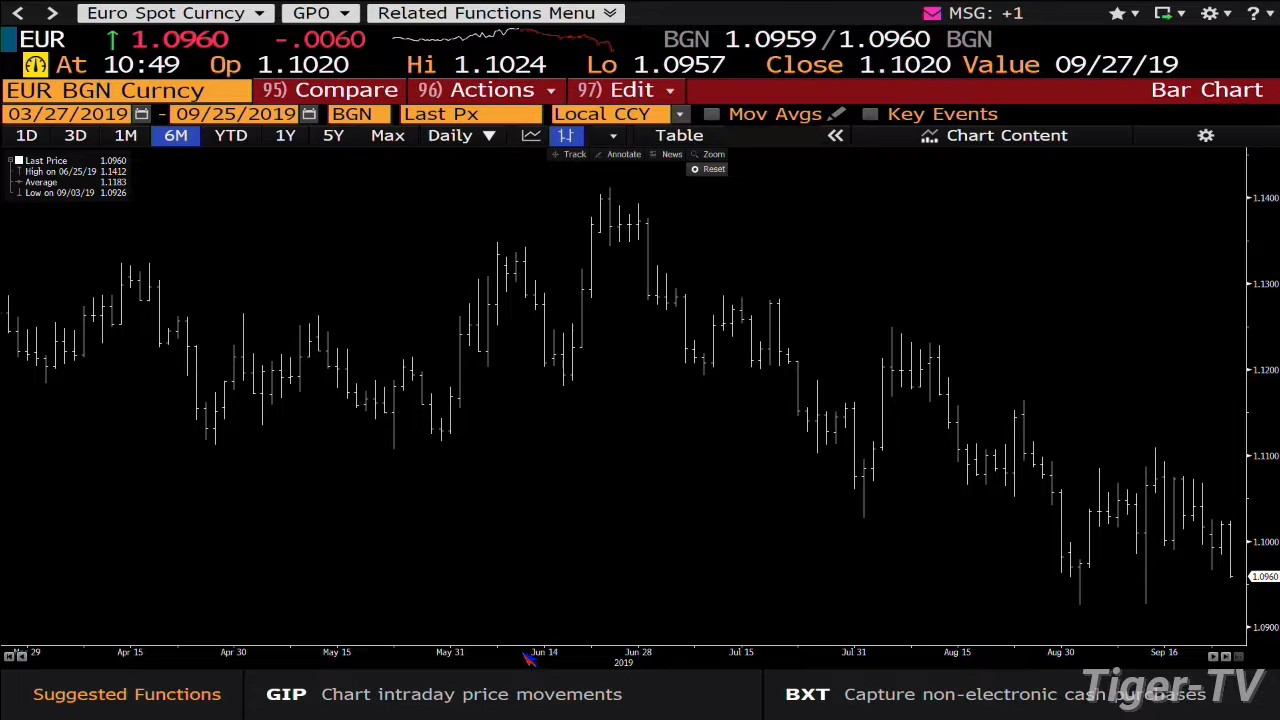 < > Euro Spot Curncy GPO Related Functions Menu MSG: +1 ?
EUR ↑ 1.0960 -.0060 BGN 1.0959/1.0960 BGN
At 10:49 Op 1.1020 Hi 1.1024 Lo 1.0957 Close 1.1020 Value 09/27/19
EUR BGN Curncy 95) Compare 96) Actions 97) Edit Bar Chart
03/27/2019 - 09/25/2019 BGN Last Px Local CCY Mov Avgs Key Events
1D 3D 1M 6M YTD 1Y 5Y Max Daily ▼ Table « Chart Content
Track Annotate News Zoom
Reset
Last Price 1.0960
High on 06/25/19 1.1412
Average 1.1183
Low on 09/03/19 1.0926
1.1400
1.1300
1.1200
1.1100
1.1000
1.0960
1.0900
29 Apr 15 Apr 30 May 15 May 31 Jun 14 Jun 28 Jul 15 Jul 31 Aug 15 Aug 30 Sep 16
2019
Suggested Functions GIP Chart intraday price movements BXT Capture non-electronic cash purchases
Tiger-TV